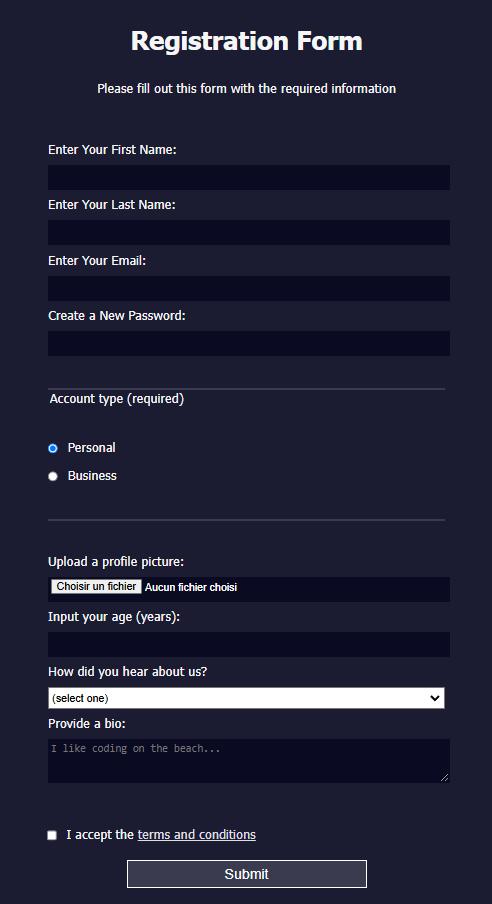 Registration Form
Please fill out this form with the required information
Enter Your First Name:
Enter Your Last Name:
Enter Your Email:
Create a New Password:
Account type (required)
Personal
Business
Upload a profile picture:
Choisir un fichier Aucun fichier choisi
Input your age (years):
How did you hear about us?
(select one)
Provide a bio:
I like coding on the beach...
I accept the terms and conditions
Submit